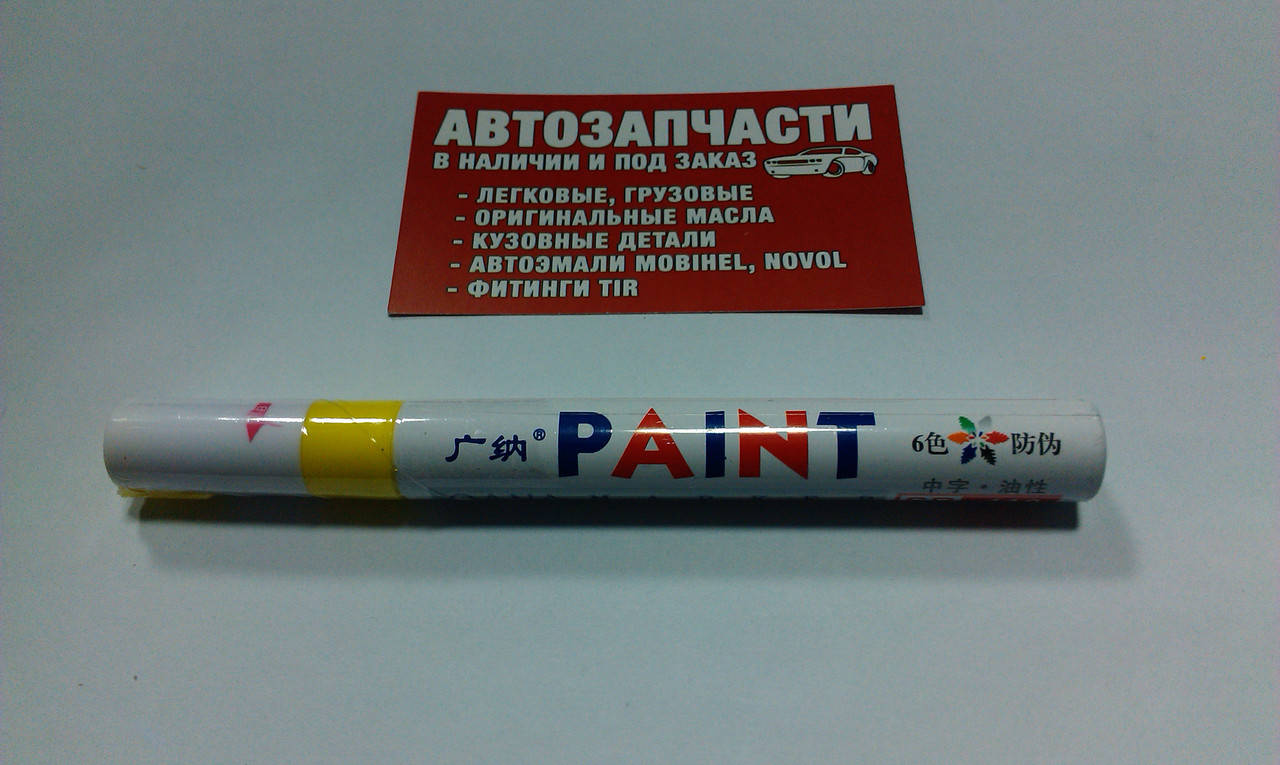 АВТОЗАПЧАСТИ
В НАЛИЧИИ И ПОД ЗАКАЗ
- ЛЕГКОВЫЕ, ГРУЗОВЫЕ
- ОРИГИНАЛЬНЫЕ МАСЛА
- КУЗОВНЫЕ ДЕТАЛИ
- АВТОЭМАЛИ MOBIHEL, NOVOL
- ФИТИНГИ TIR
广纳® PAINT
6色 防伪
中字·油性